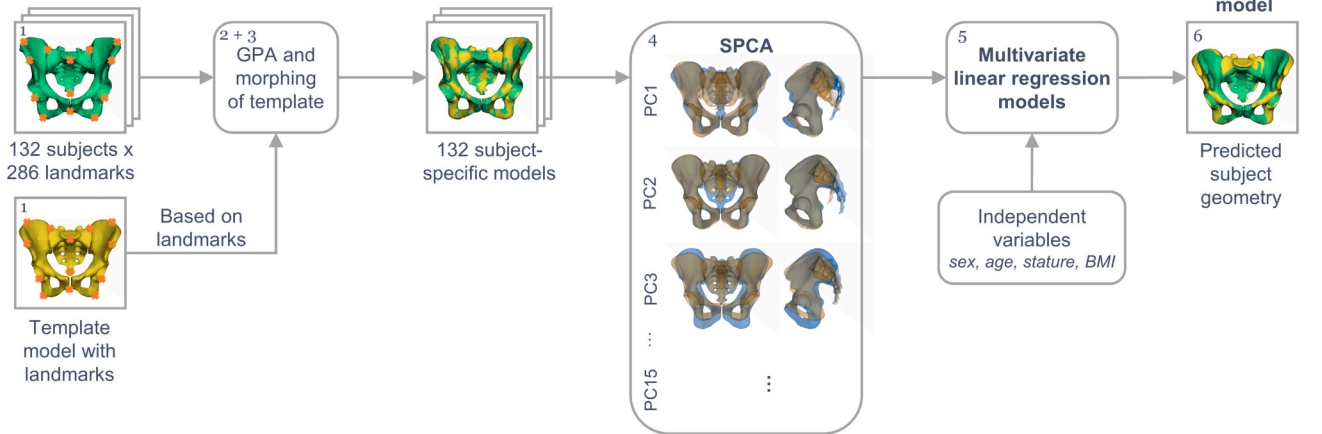 1
132 subjects x
286 landmarks
1
Template
model with
landmarks
Based on
landmarks
2 + 3
GPA and
morphing
of template
132 subject-
specific models
4
SPCA
PC1
PC2
PC3
...
PC15
⋮
5
Multivariate
linear regression
models
Independent
variables
sex, age, stature, BMI
model
6
Predicted
subject
geometry